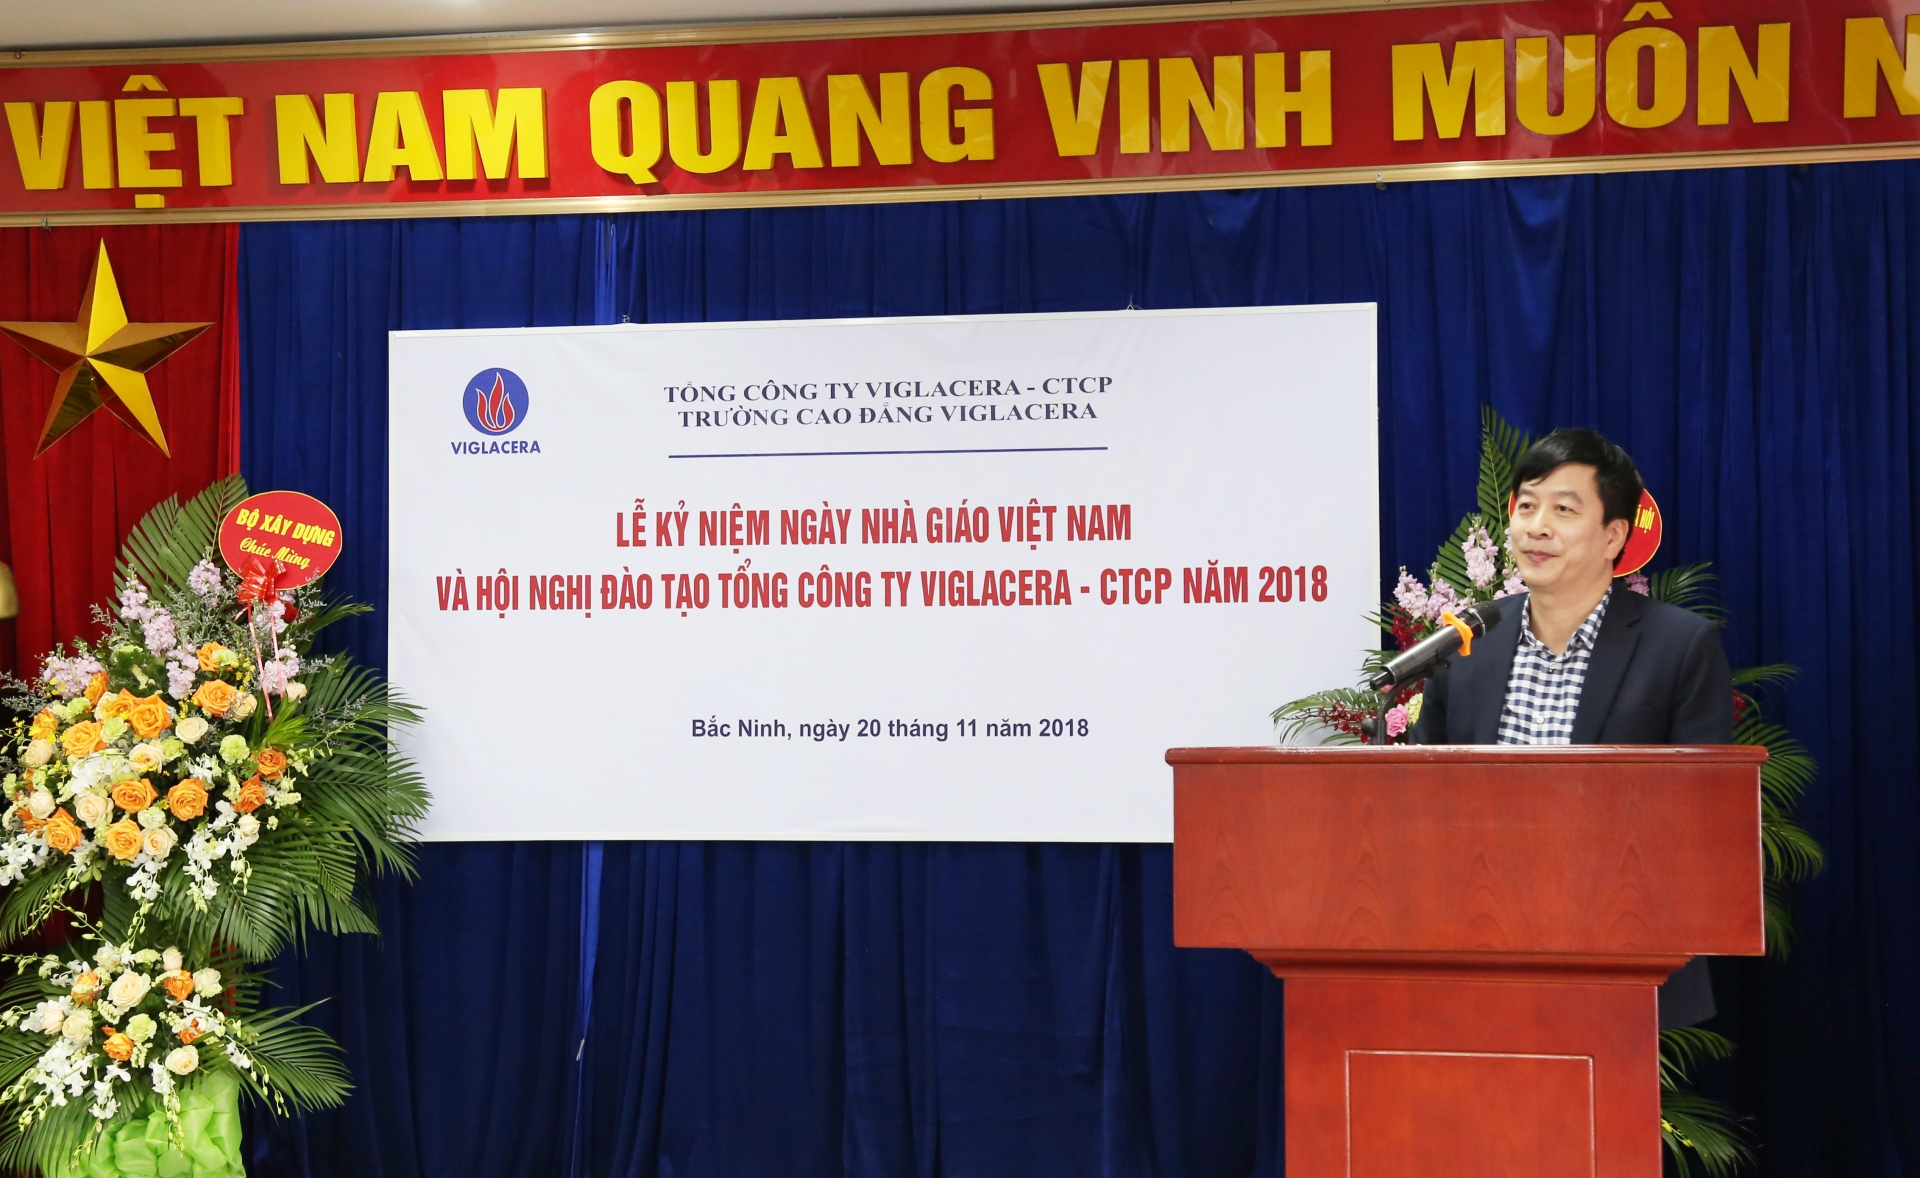 VIỆT NAM QUANG VINH MUÔN
VIGLACERA
TỔNG CÔNG TY VIGLACERA - CTCP
TRƯỜNG CAO ĐẲNG VIGLACERA
LỄ KỶ NIỆM NGÀY NHÀ GIÁO VIỆT NAM
VÀ HỘI NGHỊ ĐÀO TẠO TỔNG CÔNG TY VIGLACERA - CTCP NĂM 2018
Bắc Ninh, ngày 20 tháng 11 năm 2018
BỘ XÂY DỰNG
Chúc Mừng
HỘI